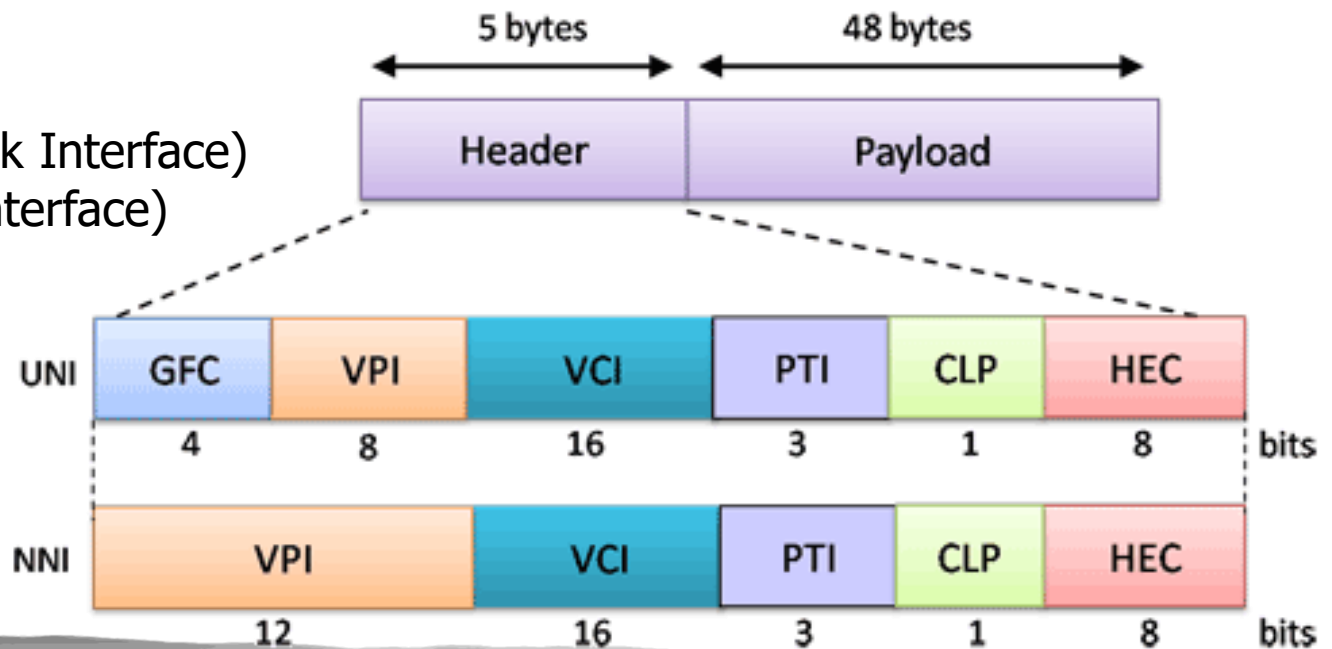 5 bytes 48 bytes
Header Payload
k Interface)
nterface)
UNI GFC VPI VCI PTI CLP HEC
4 8 16 3 1 8 bits
NNI VPI VCI PTI CLP HEC
12 16 3 1 8 bits